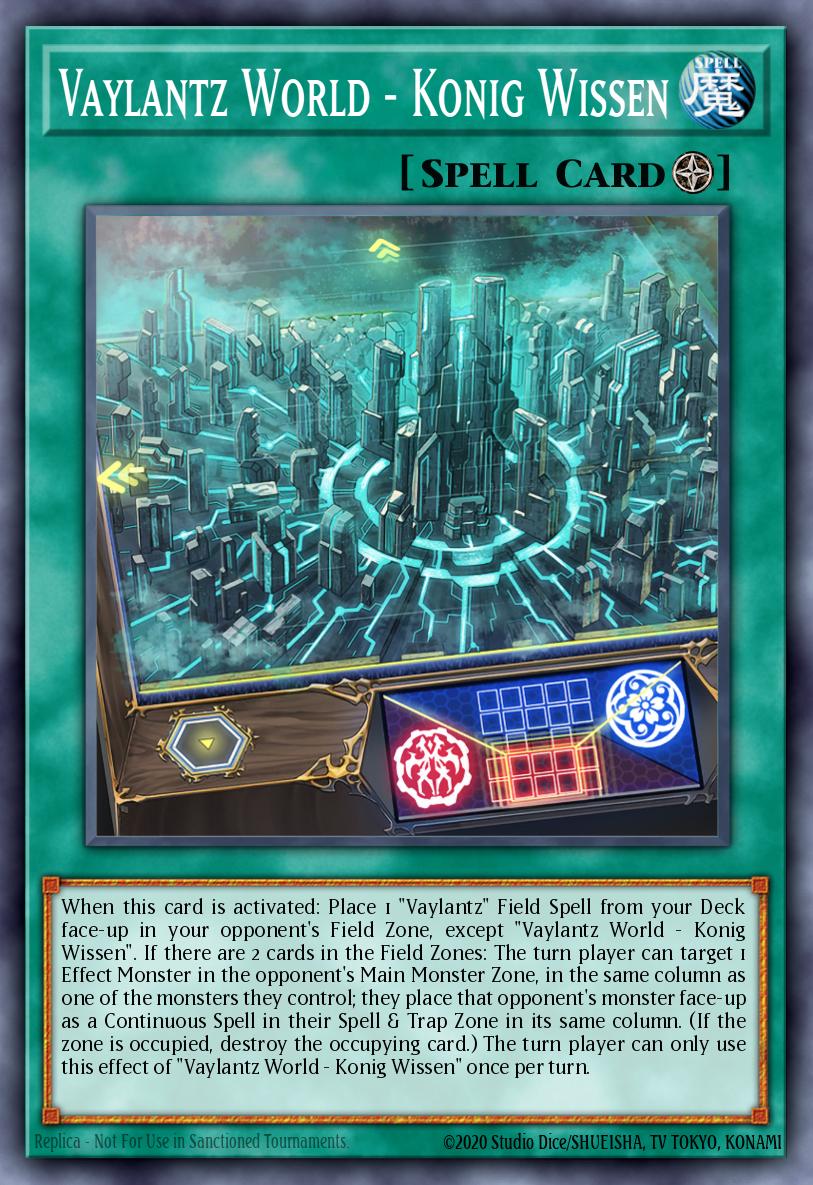 Vaylantz World - Konig Wissen
SPELL
魔
[Spell Card]
When this card is activated: Place 1 "Vaylantz" Field Spell from your Deck
face-up in your opponent's Field Zone, except "Vaylantz World - Konig
Wissen". If there are 2 cards in the Field Zones: The turn player can target 1
Effect Monster in the opponent's Main Monster Zone, in the same column as
one of the monsters they control; they place that opponent's monster face-up
as a Continuous Spell in their Spell & Trap Zone in its same column. (If the
zone is occupied, destroy the occupying card.) The turn player can only use
this effect of "Vaylantz World - Konig Wissen" once per turn.
Replica - Not For Use in Sanctioned Tournaments.
©2020 Studio Dice/SHUEISHA, TV TOKYO, KONAMI